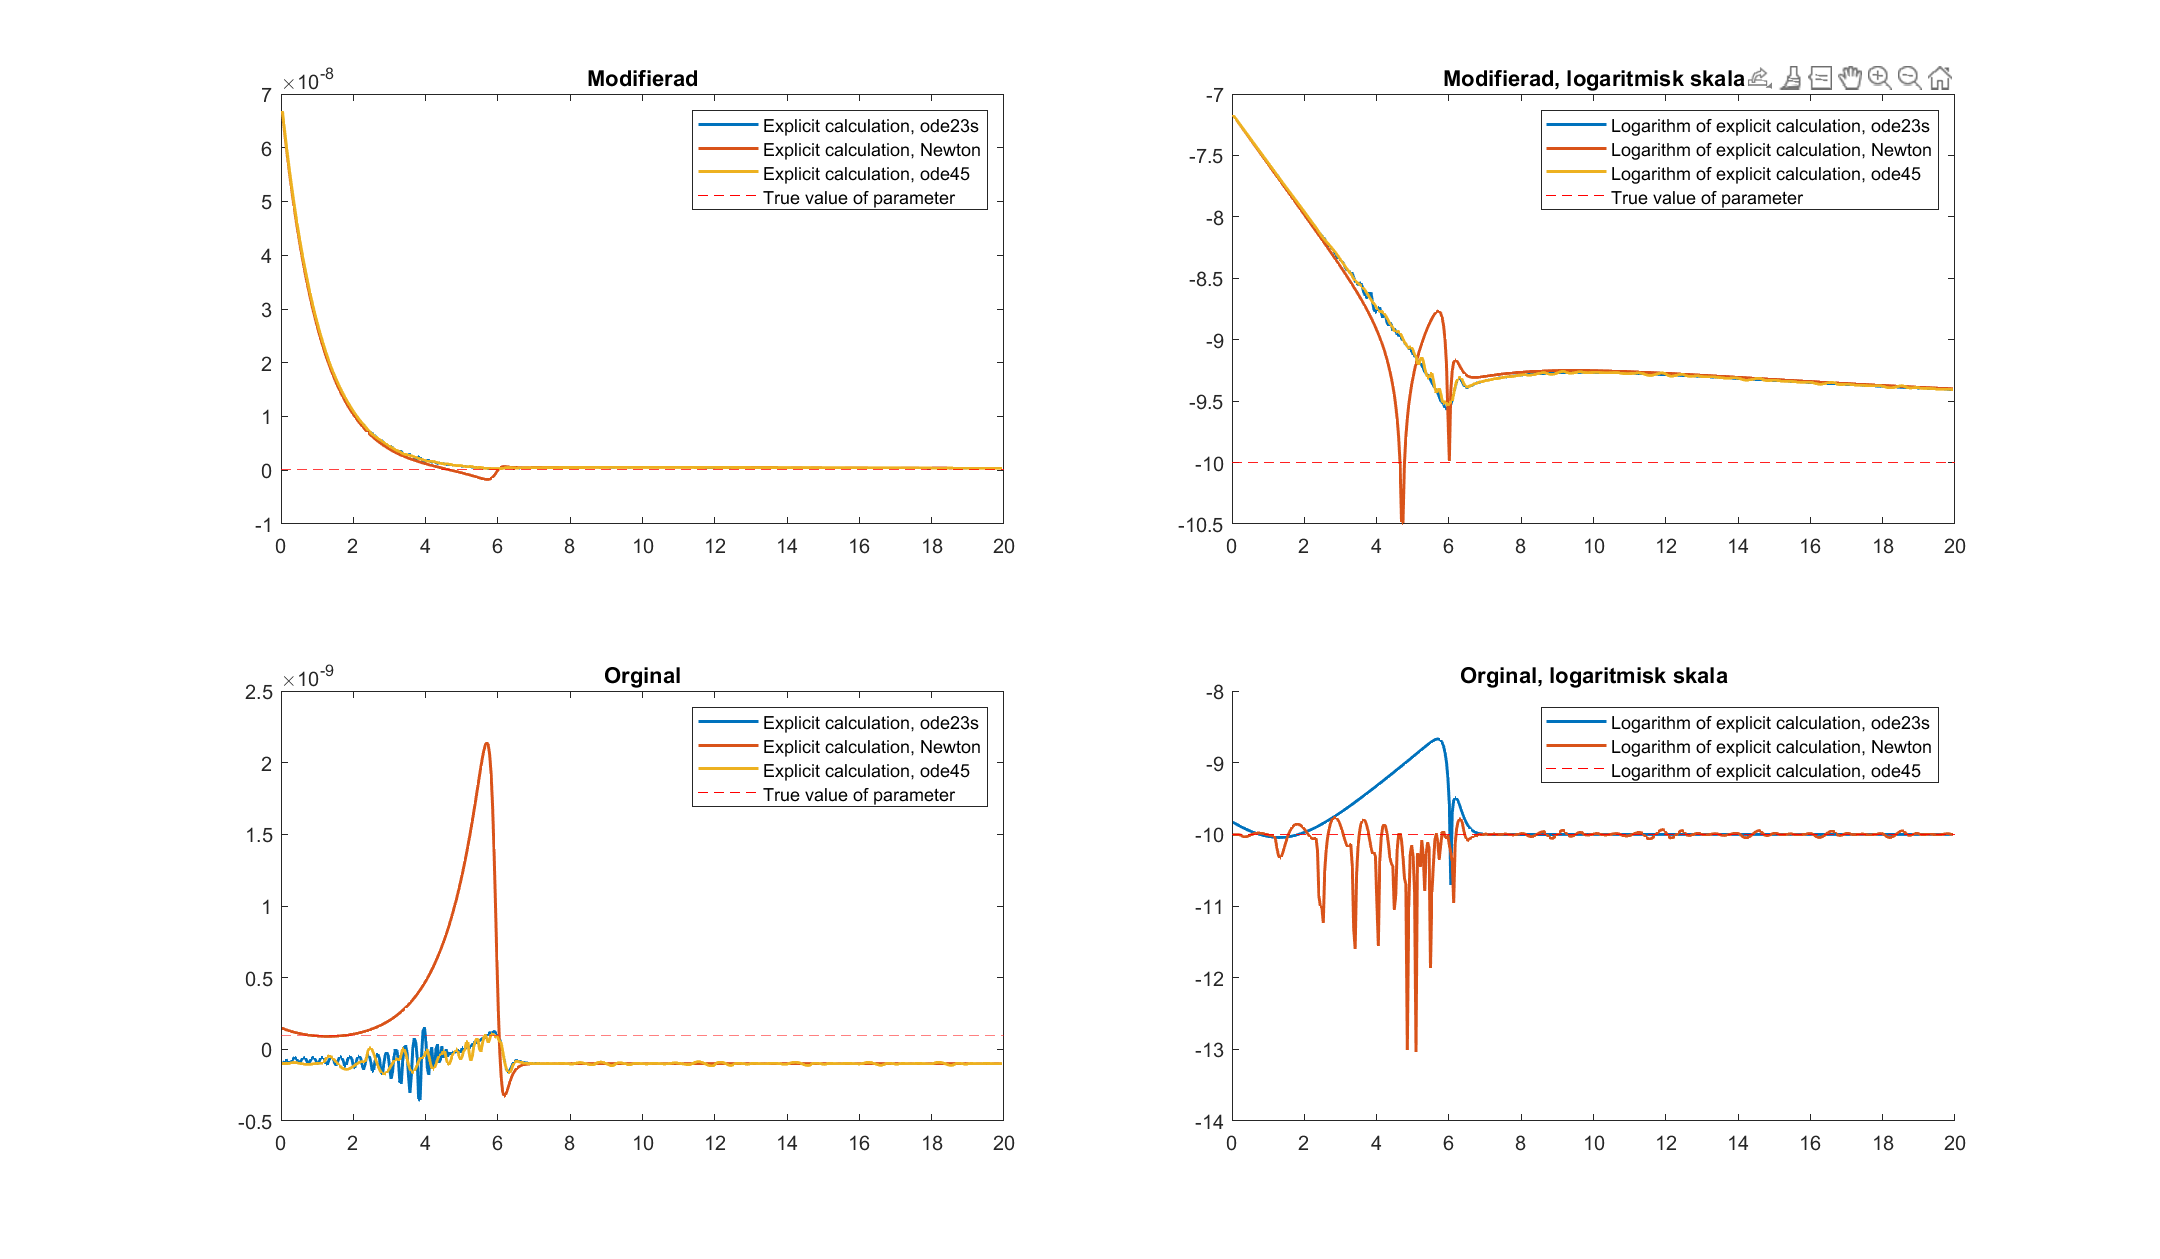 Modifierad
×10-8
7
6
5
4
3
2
1
0
-1
0 2 4 6 8 10 12 14 16 18 20
Explicit calculation, ode23s
Explicit calculation, Newton
Explicit calculation, ode45
True value of parameter
Modifierad, logaritmisk skala
-7
-7.5
-8
-8.5
-9
-9.5
-10
-10.5
0 2 4 6 8 10 12 14 16 18 20
Logarithm of explicit calculation, ode23s
Logarithm of explicit calculation, Newton
Logarithm of explicit calculation, ode45
True value of parameter
Orginal
×10-9
2.5
2
1.5
1
0.5
0
-0.5
0 2 4 6 8 10 12 14 16 18 20
Explicit calculation, ode23s
Explicit calculation, Newton
Explicit calculation, ode45
True value of parameter
Orginal, logaritmisk skala
-8
-9
-10
-11
-12
-13
-14
0 2 4 6 8 10 12 14 16 18 20
Logarithm of explicit calculation, ode23s
Logarithm of explicit calculation, Newton
Logarithm of explicit calculation, ode45